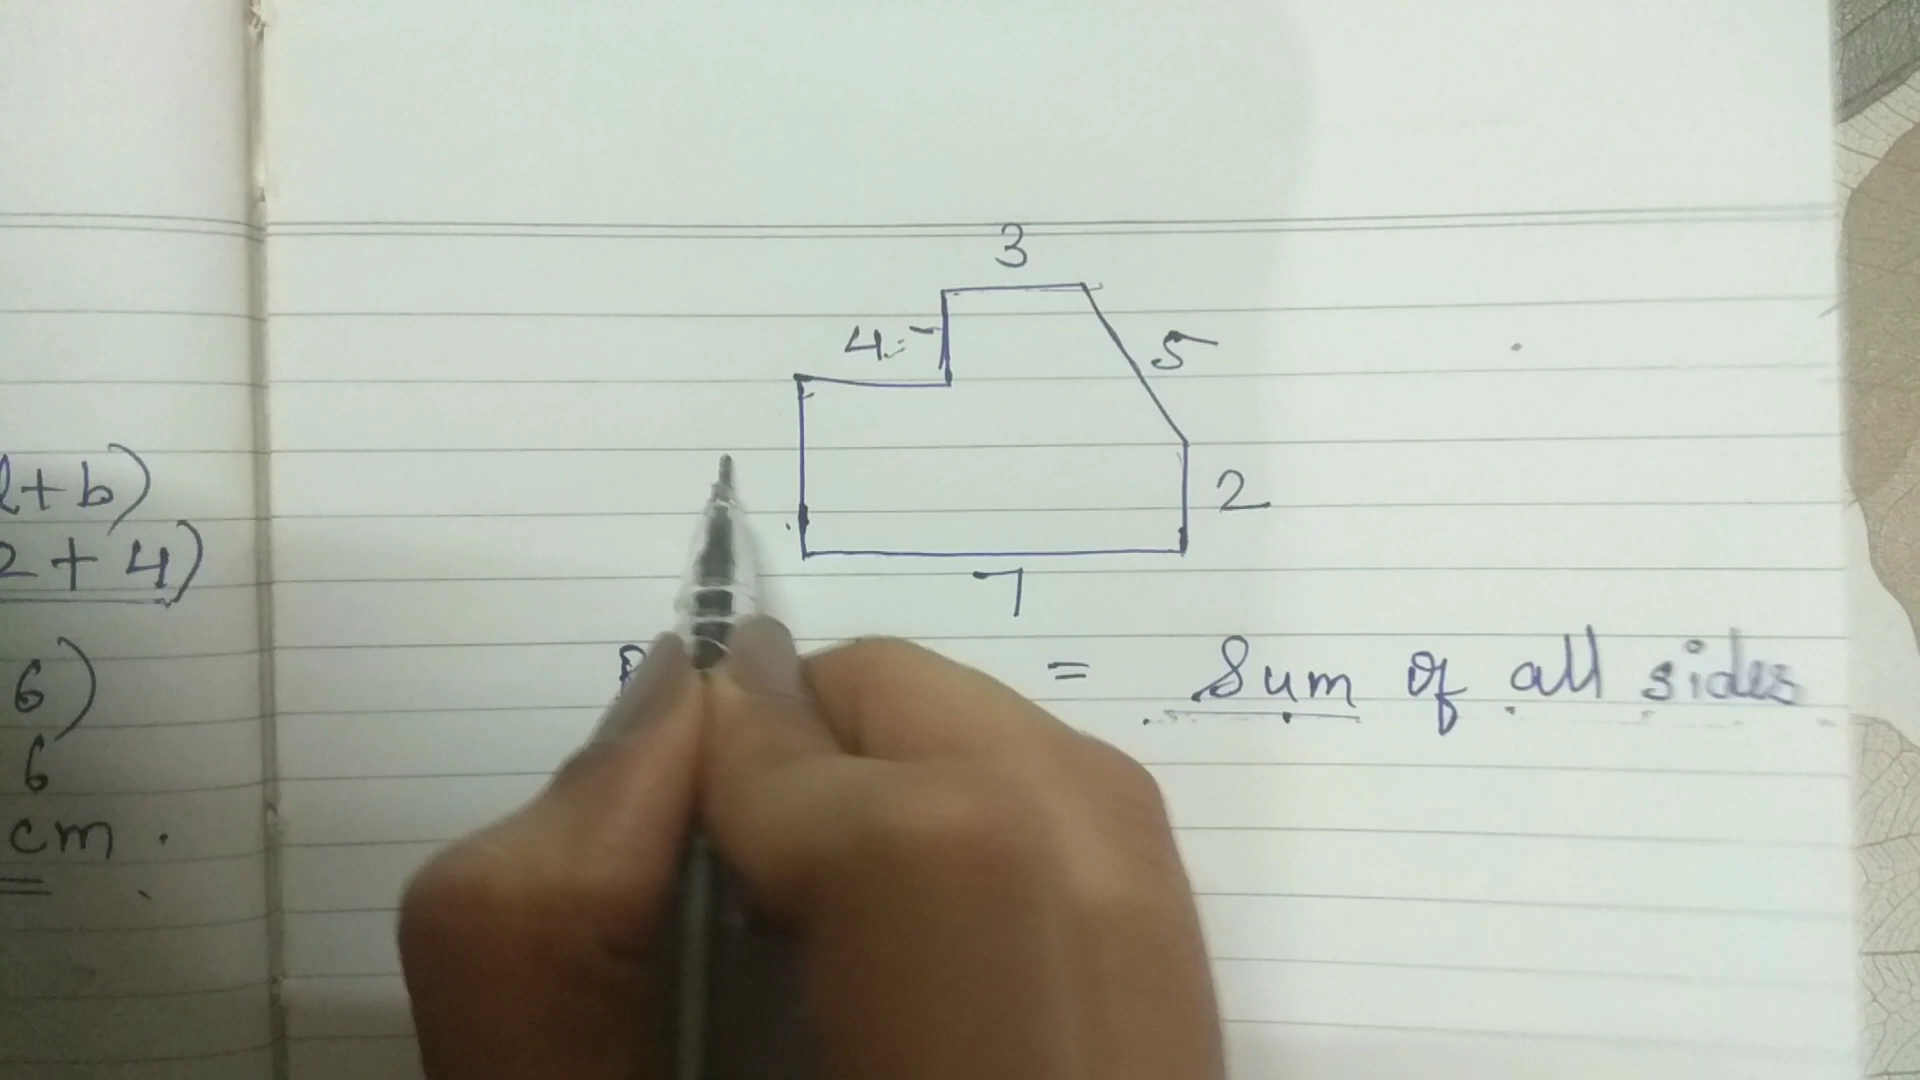 l+b)
2+4)
6)
6
cm.
3
4
5
2
7
= Sum of all sides